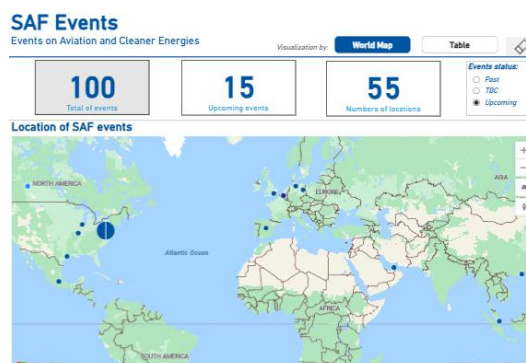 SAF Events
Events on Aviation and Cleaner Energies
Visualization by
World Map
Table
100
Total of events
15
Upcoming events
55
Numbers of locations
Events status:
Past
TBC
Upcoming
Location of SAF events
NORTH AMERICA
EUROPE
ASIA
Atlantic Ocean
AFRICA
SOUTH AMERICA